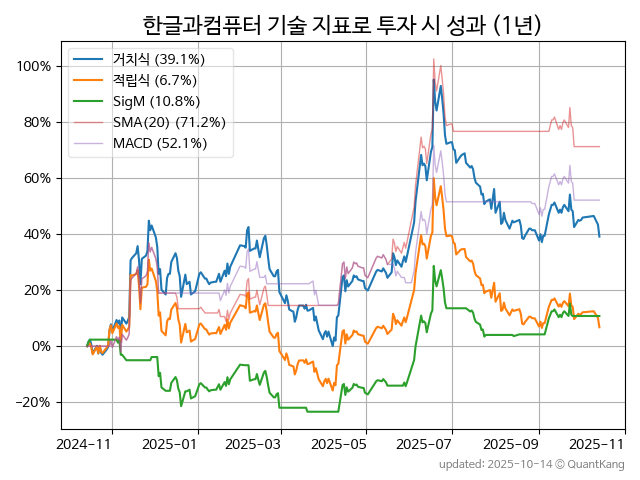 한글과컴퓨터 기술 지표로 투자 시 성과 (1년)
거치식 (39.1%)
적립식 (6.7%)
SigM (10.8%)
SMA(20) (71.2%)
MACD (52.1%)
100%
80%
60%
40%
20%
0%
−20%
2024-11 2025-01 2025-03 2025-05 2025-07 2025-09 2025-11
updated: 2025-10-14 © QuantKang